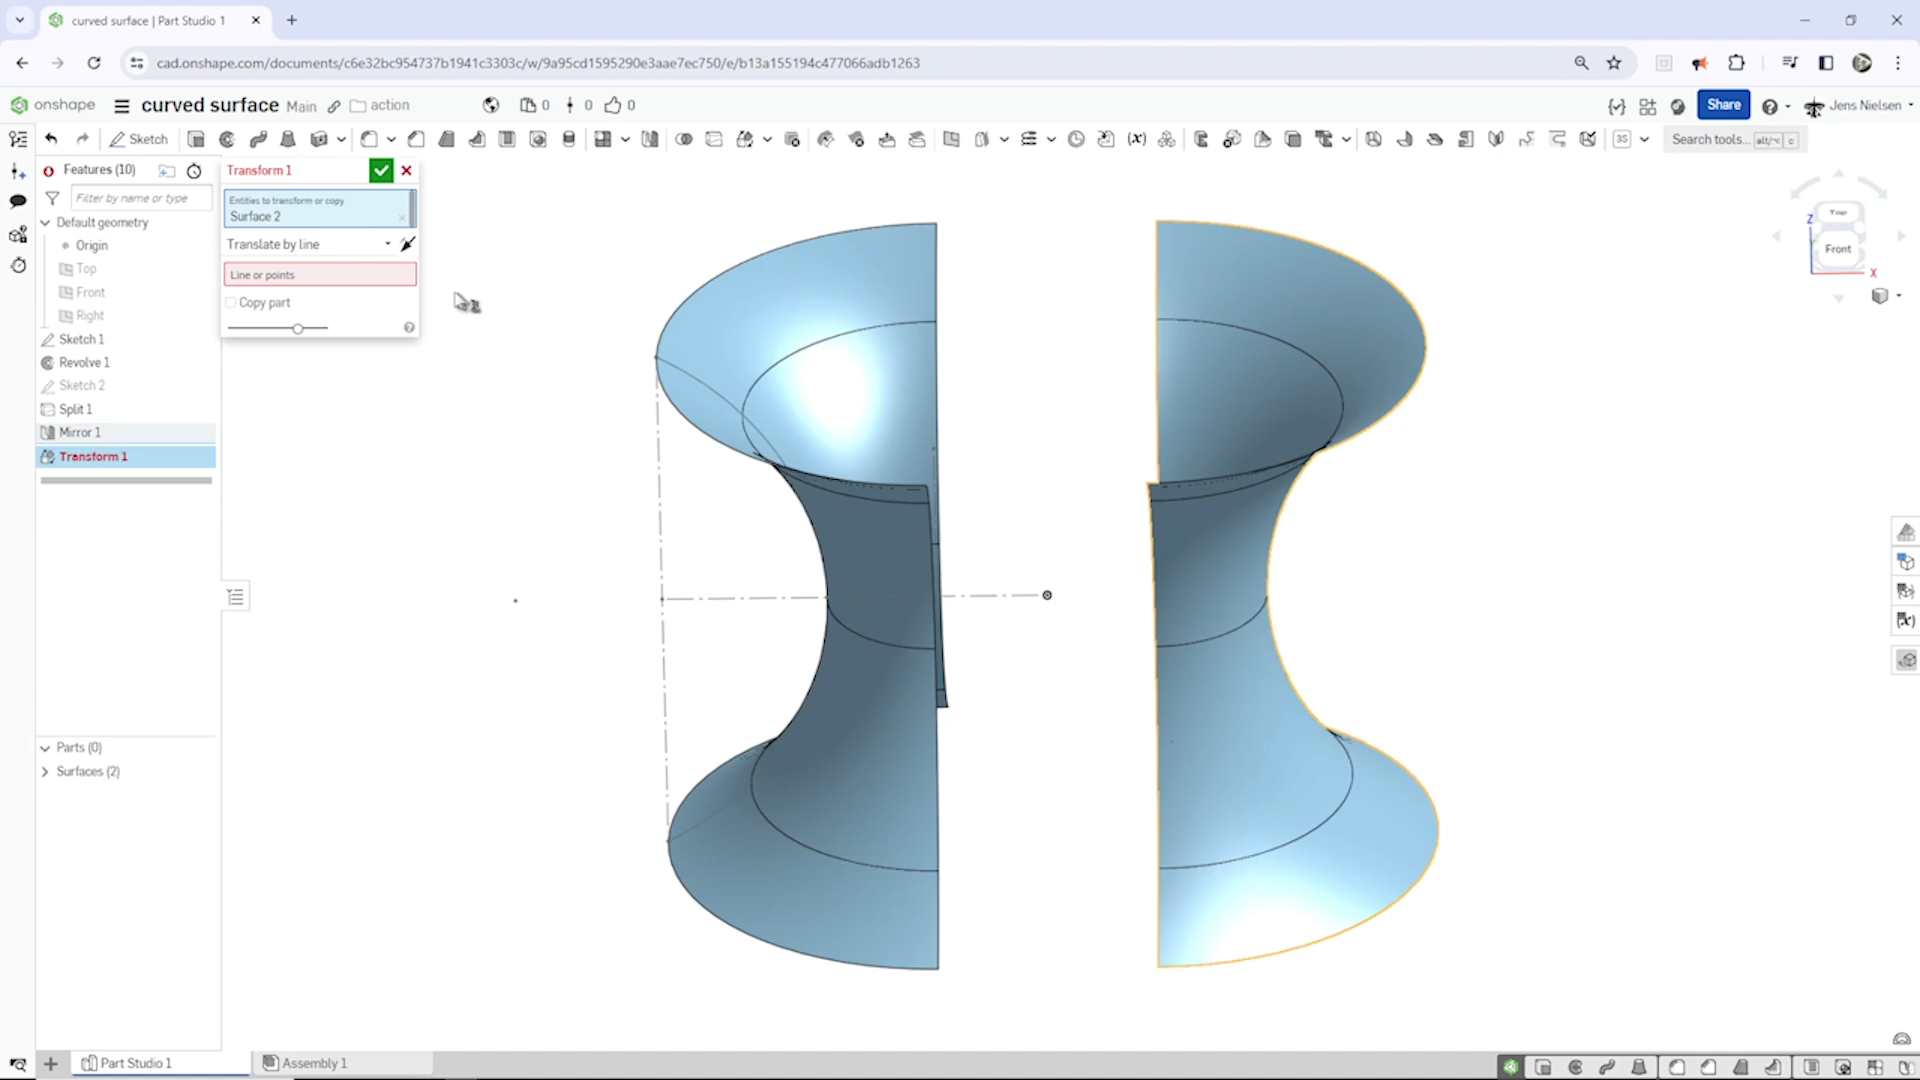 curved surface | Part Studio 1
cad.onshape.com/documents/c6e32bc954737b1941c3303c/w/9a95cd1595290e3aae7ec750/e/b13a155194c477066adb1263
onshape
curved surface Main action
0 0 0
Share
Jens Nielsen
Sketch
Search tools... alt/⌥ c
Features (10)
Filter by name or type
Default geometry
Origin
Top
Front
Right
Sketch 1
Revolve 1
Sketch 2
Split 1
Mirror 1
Transform 1
Parts (0)
Surfaces (2)
Transform 1
Entities to transform or copy
Surface 2
Translate by line
Line or points
Copy part
Top
Z
Front
X
Part Studio 1
Assembly 1